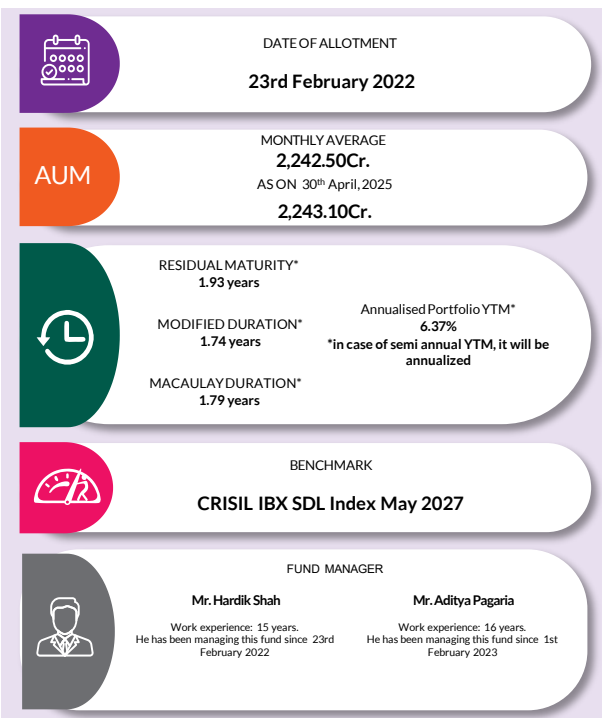 DATE OF ALLOTMENT
23rd February 2022
AUM
MONTHLY AVERAGE
2,242.50Cr.
AS ON 30th April, 2025
2,243.10Cr.
RESIDUAL MATURITY*
1.93 years
MODIFIED DURATION*
1.74 years
MACAULAY DURATION*
1.79 years
Annualised Portfolio YTM*
6.37%
*in case of semi annual YTM, it will be
annualized
BENCHMARK
CRISIL IBX SDL Index May 2027
FUND MANAGER
Mr. Hardik Shah
Work experience: 15 years.
He has been managing this fund since 23rd
February 2022
Mr. Aditya Pagaria
Work experience: 16 years.
He has been managing this fund since 1st
February 2023